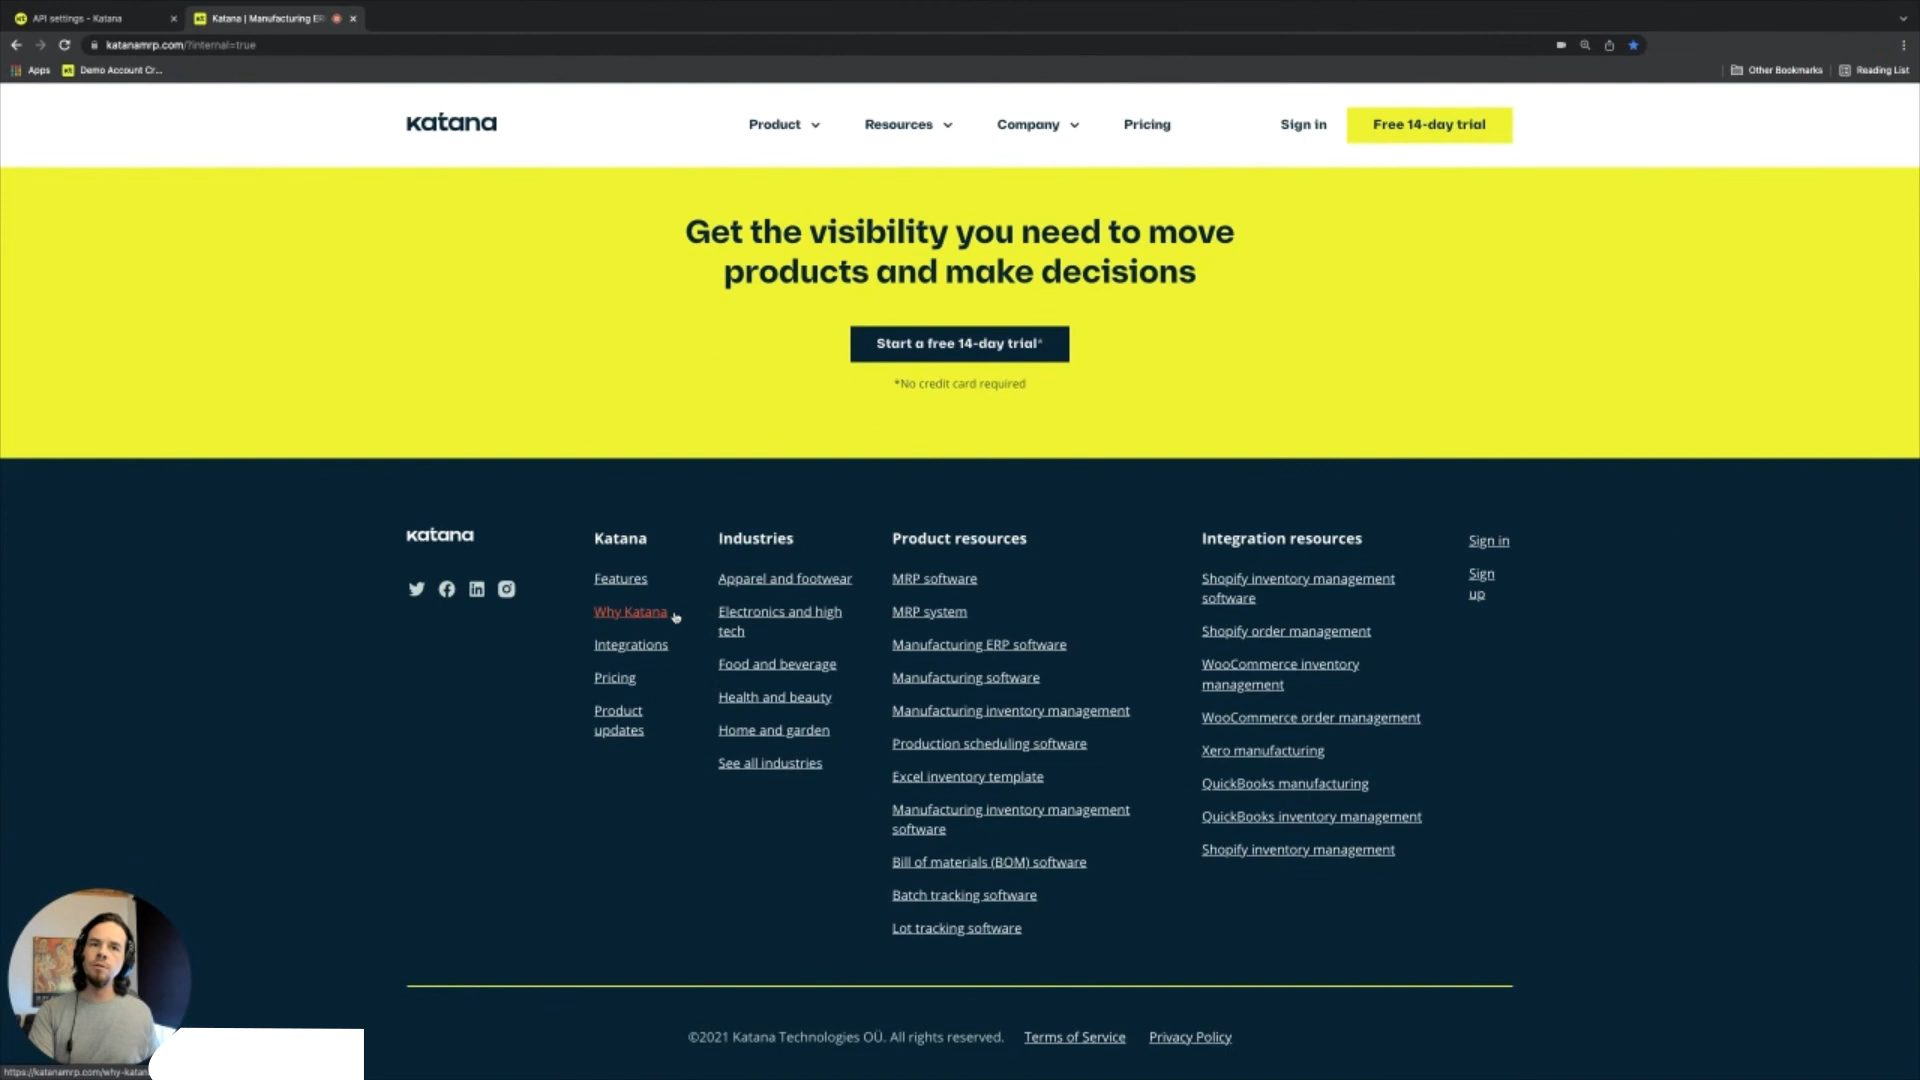 API settings - Katana
Katana | Manufacturing ER
katanamrp.com/?internal=true
Apps
Demo Account Cr...
Other Bookmarks
Reading List
katana
Product
Resources
Company
Pricing
Sign in
Free 14-day trial
Get the visibility you need to move
products and make decisions
Start a free 14-day trial*
*No credit card required
katana
Katana
Features
Why Katana
Integrations
Pricing
Product
updates
Industries
Apparel and footwear
Electronics and high
tech
Food and beverage
Health and beauty
Home and garden
See all industries
Product resources
MRP software
MRP system
Manufacturing ERP software
Manufacturing software
Manufacturing inventory management
Production scheduling software
Excel inventory template
Manufacturing inventory management
software
Bill of materials (BOM) software
Batch tracking software
Lot tracking software
Integration resources
Shopify inventory management
software
Shopify order management
WooCommerce inventory
management
WooCommerce order management
Xero manufacturing
QuickBooks manufacturing
QuickBooks inventory management
Shopify inventory management
Sign in
Sign
up
©2021 Katana Technologies OÜ. All rights reserved.
Terms of Service
Privacy Policy
https://katanamrp.com/why-katan